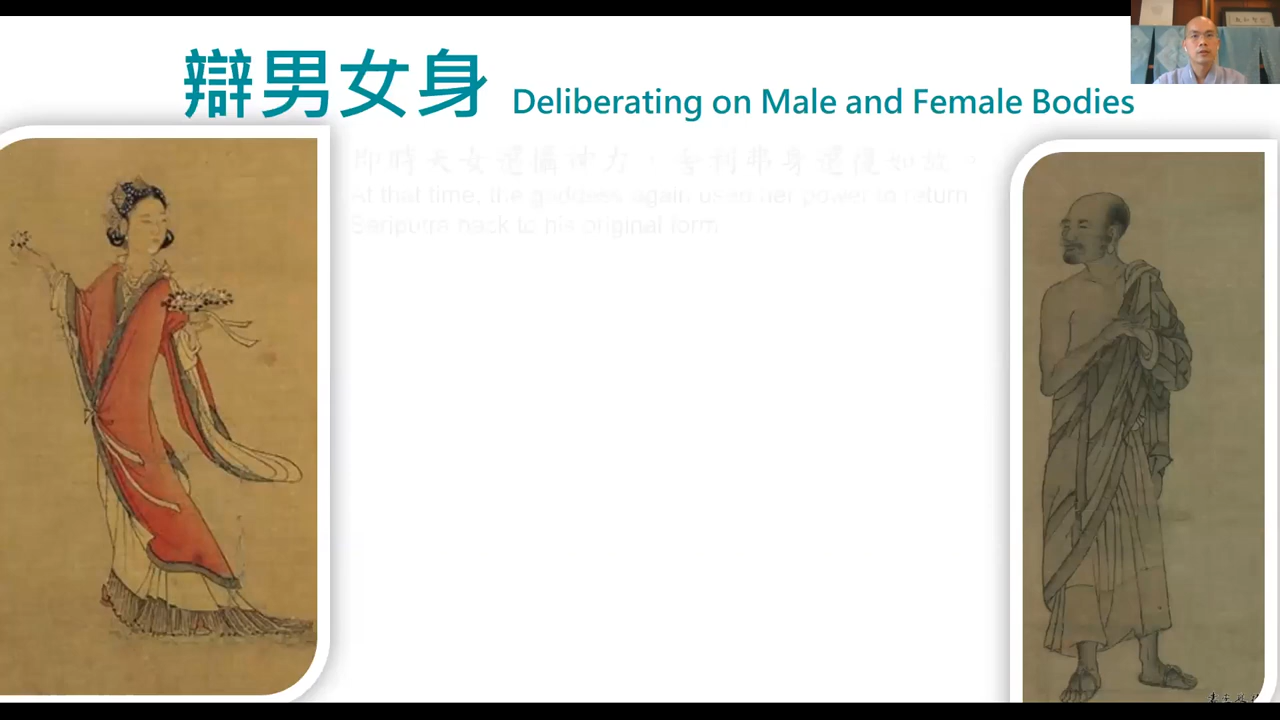 辯男女身 Deliberating on Male and Female Bodies
即時天女還攝神力，舍利弗身還復如故。
At that time, the goddess again used her power to return
Sariputra back to his original form